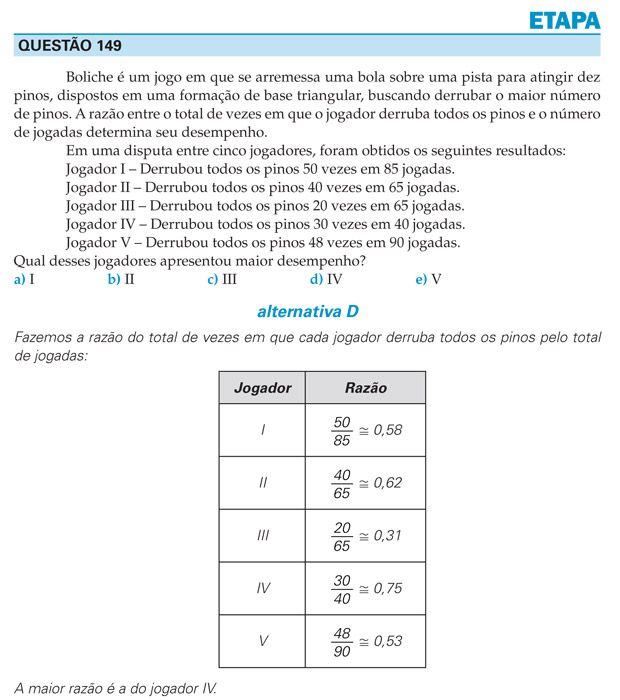 ETAPA
QUESTÃO 149
Boliche é um jogo em que se arremessa uma bola sobre uma pista para atingir dez
pinos, dispostos em uma formação de base triangular, buscando derrubar o maior número
de pinos. A razão entre o total de vezes em que o jogador derruba todos os pinos e o número
de jogadas determina seu desempenho.
Em uma disputa entre cinco jogadores, foram obtidos os seguintes resultados:
Jogador I – Derrubou todos os pinos 50 vezes em 85 jogadas.
Jogador II – Derrubou todos os pinos 40 vezes em 65 jogadas.
Jogador III – Derrubou todos os pinos 20 vezes em 65 jogadas.
Jogador IV – Derrubou todos os pinos 30 vezes em 40 jogadas.
Jogador V – Derrubou todos os pinos 48 vezes em 90 jogadas.
Qual desses jogadores apresentou maior desempenho?
a) I b) II c) III d) IV e) V
alternativa D
Fazemos a razão do total de vezes em que cada jogador derruba todos os pinos pelo total
de jogadas:
Jogador Razão
I 50/85 ≅ 0,58
II 40/65 ≅ 0,62
III 20/65 ≅ 0,31
IV 30/40 ≅ 0,75
V 48/90 ≅ 0,53
A maior razão é a do jogador IV.